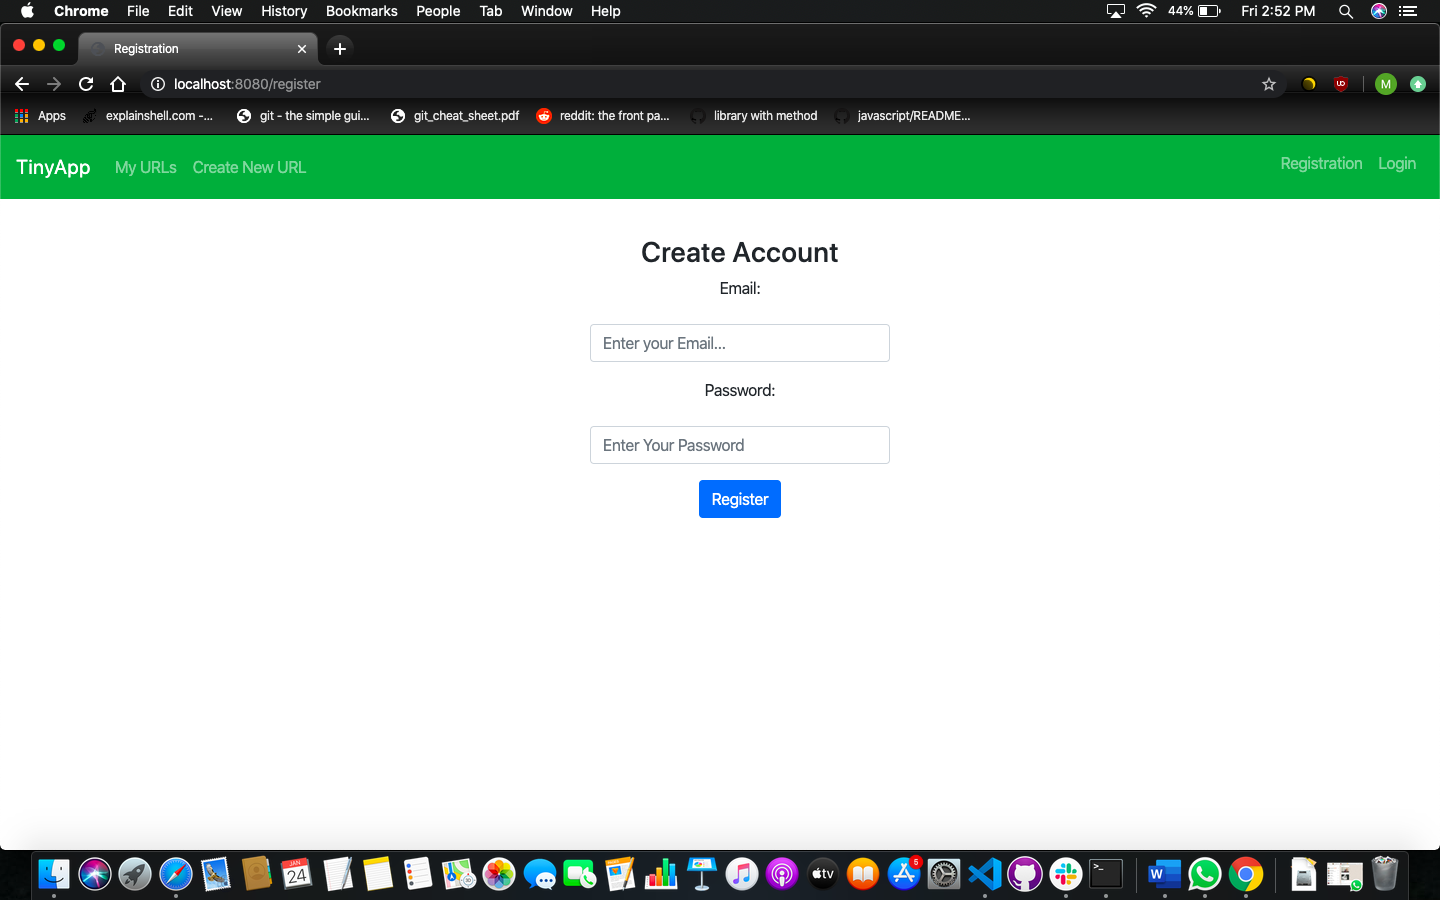 Chrome File Edit View History Bookmarks People Tab Window Help 44% Fri 2:52 PM
Registration
localhost:8080/register
M
Apps explainshell.com -... git - the simple gui... git_cheat_sheet.pdf reddit: the front pa... library with method javascript/README...
TinyApp My URLs Create New URL Registration Login
Create Account
Email:
Enter your Email...
Password:
Enter Your Password
Register
JAN
24
tv
W